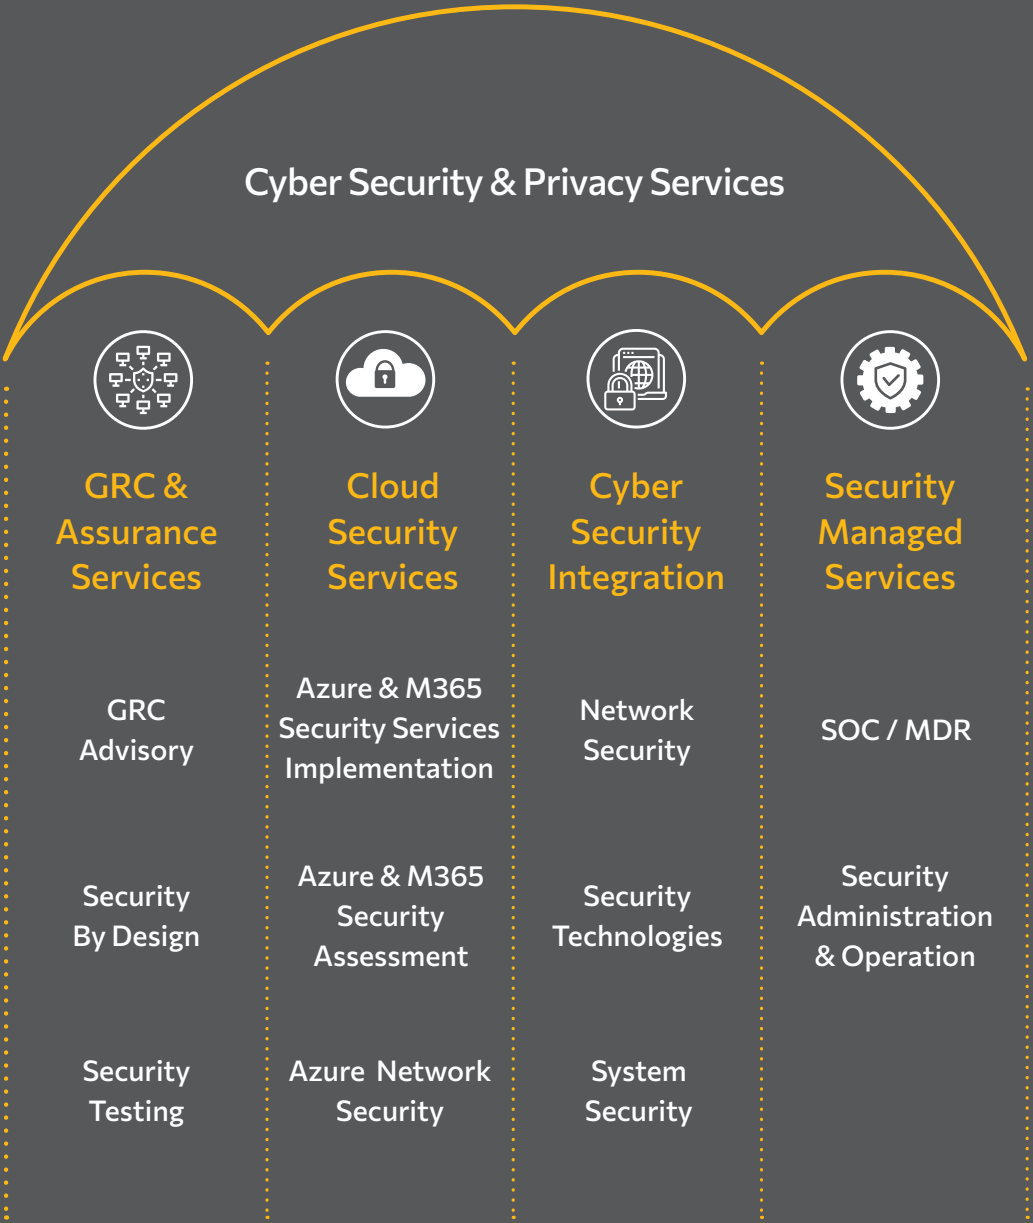 Cyber Security & Privacy Services
GRC &
Assurance
Services
GRC
Advisory
Security
By Design
Security
Testing
Cloud
Security
Services
Azure & M365
Security Services
Implementation
Azure & M365
Security
Assessment
Azure Network
Security
Cyber
Security
Integration
Network
Security
Security
Technologies
System
Security
Security
Managed
Services
SOC / MDR
Security
Administration
& Operation